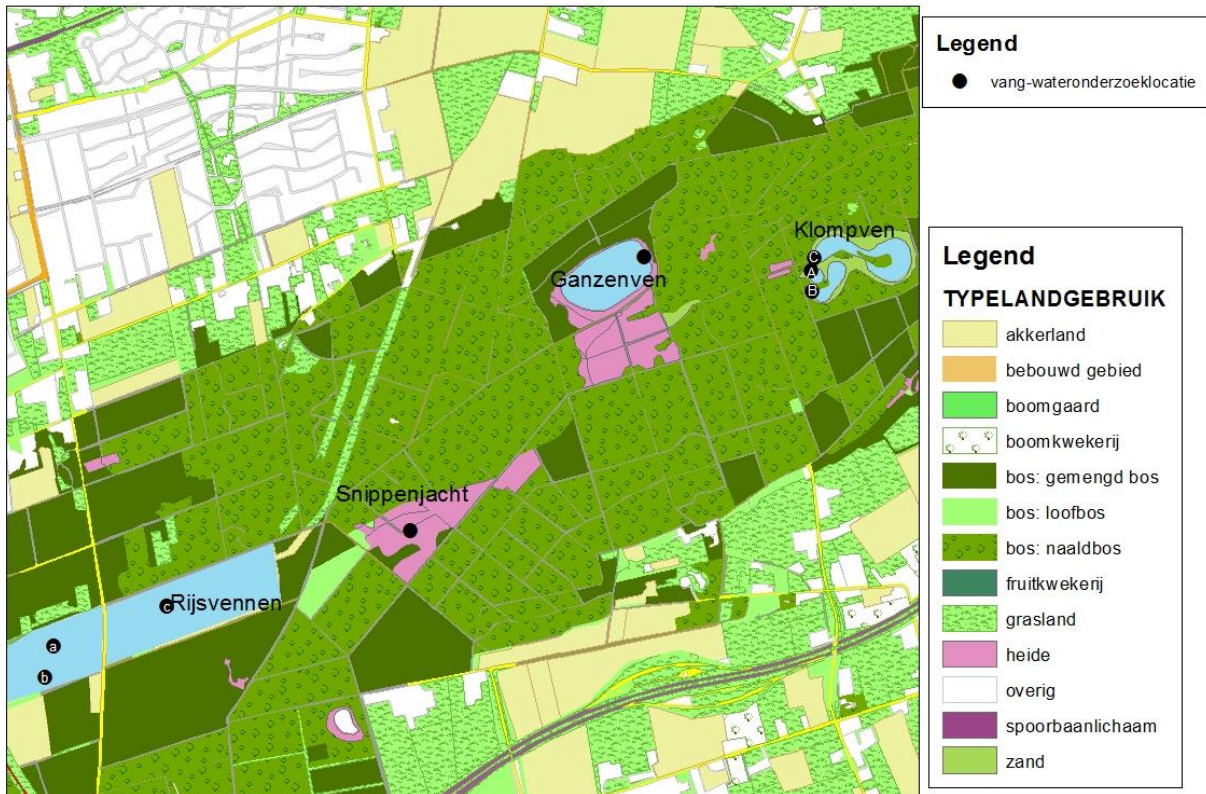 Klompven
C
A
B
Ganzenven
Snippenjacht
Rijsvennen
c
a
b
Legend
vang-wateronderzoeklocatie
Legend
TYPELANDGEBRUIK
akkerland
bebouwd gebied
boomgaard
boomkwekerij
bos: gemengd bos
bos: loofbos
bos: naaldbos
fruitkwekerij
grasland
heide
overig
spoorbaanlichaam
zand